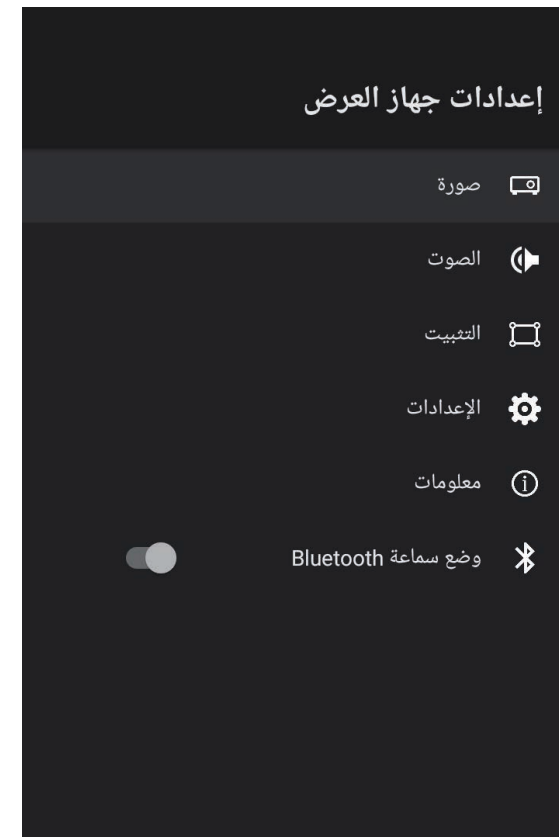 إعدادات جهاز العرض
صورة
الصوت
التثبيت
الإعدادات
معلومات
وضع سماعة Bluetooth